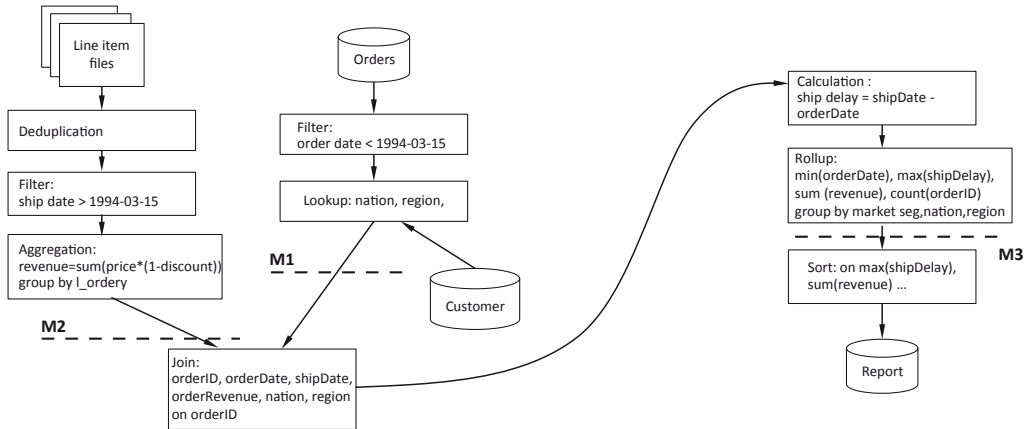 Line item
files
Deduplication
Filter:
ship date > 1994-03-15
Aggregation:
revenue=sum(price*(1-discount))
group by l_ordery
M2
Orders
Filter:
order date < 1994-03-15
Lookup: nation, region,
M1
Customer
Join:
orderID, orderDate, shipDate,
orderRevenue, nation, region
on orderID
Calculation :
ship delay = shipDate -
orderDate
Rollup:
min(orderDate), max(shipDelay),
sum (revenue), count(orderID)
group by market seg,nation,region
M3
Sort: on max(shipDelay),
sum(revenue) ...
Report